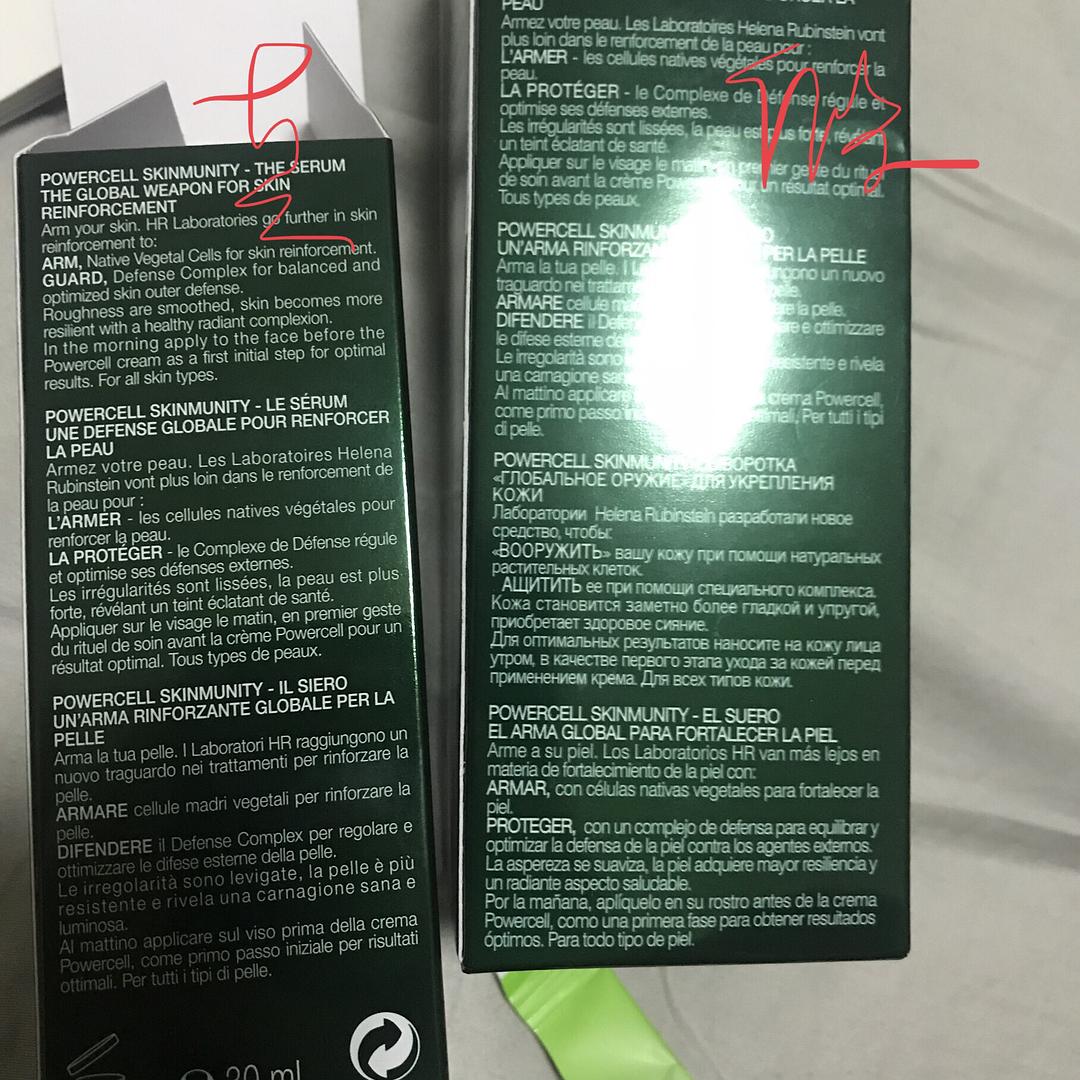 POWERCELL SKINMUNITY - THE SERUM
THE GLOBAL WEAPON FOR SKIN
REINFORCEMENT
Arm your skin. HR Laboratories go further in skin
reinforcement to:
ARM, Native Vegetal Cells for skin reinforcement.
GUARD, Defense Complex for balanced and
optimized skin outer defense.
Roughness are smoothed, skin becomes more
resilient with a healthy radiant complexion.
In the morning apply to the face before the
Powercell cream as a first initial step for optimal
results. For all skin types.
POWERCELL SKINMUNITY - LE SÉRUM
UNE DEFENSE GLOBALE POUR RENFORCER
LA PEAU
Armez votre peau. Les Laboratoires Helena
Rubinstein vont plus loin dans le renforcement de
la peau pour :
L'ARMER - les cellules natives végétales pour
renforcer la peau.
LA PROTÉGER - le Complexe de Défense régule
et optimise ses défenses externes.
Les irrégularités sont lissées, la peau est plus
forte, révélant un teint éclatant de santé.
Appliquer sur le visage le matin, en premier geste
du rituel de soin avant la crème Powercell pour un
résultat optimal. Tous types de peaux.
POWERCELL SKINMUNITY - IL SIERO
UN'ARMA RINFORZANTE GLOBALE PER LA
PELLE
Arma la tua pelle. I Laboratori HR raggiungono un
nuovo traguardo nei trattamenti per rinforzare la
pelle.
ARMARE cellule madri vegetali per rinforzare la
pelle.
DIFENDERE il Defense Complex per regolare e
ottimizzare le difese esterne della pelle.
Le irregolarità sono levigate, la pelle è più
resistente e rivela una carnagione sana e
luminosa.
Al mattino applicare sul viso prima della crema
Powercell, come primo passo iniziale per risultati
ottimali. Per tutti i tipi di pelle.
30 ml
PEAU
Armez votre peau. Les Laboratoires Helena Rubinstein vont
plus loin dans le renforcement de la peau pour :
L'ARMER - les cellules natives végétales pour renforcer la
peau.
LA PROTÉGER - le Complexe de Défense régule et
optimise ses défenses externes.
Les irrégularités sont lissées, la peau est plus forte, révélant
un teint éclatant de santé.
Appliquer sur le visage le matin, en premier geste du rituel
de soin avant la crème pour un résultat optimal.
Tous types de peaux.
POWERCELL
UN'ARMA PER LA PELLE
Arma la tua pelle. I un nuovo
traguardo nei
ARMARE cellule la pelle.
DIFENDERE il e ottimizzare
le difese esterne
Le irregolarità sono resistente e rivela
una carnagione
Al mattino applicare crema Powercell,
come primo passo Per tutti i tipi
di pelle.
POWERCELL SKINMUNITY - СЫВОРОТКА
«ГЛОБАЛЬНОЕ ОРУЖИЕ» ДЛЯ УКРЕПЛЕНИЯ
КОЖИ
Лаборатории Helena Rubinstein разработали новое
средство, чтобы:
«ВООРУЖИТЬ» вашу кожу при помощи натуральных
растительных клеток.
АЩИТИТЬ ее при помощи специального комплекса.
Кожа становится заметно более гладкой и упругой,
приобретает здоровое сияние.
Для оптимальных результатов наносите на кожу лица
утром, в качестве первого этапа ухода за кожей перед
применением крема. Для всех типов кожи.
POWERCELL SKINMUNITY - EL SUERO
EL ARMA GLOBAL PARA FORTALECER LA PIEL
Arme a su piel. Los Laboratorios HR van más lejos en
materia de fortalecimiento de la piel con:
ARMAR, con células nativas vegetales para fortalecer la
piel.
PROTEGER, con un complejo de defensa para equilibrar y
optimizar la defensa de la piel contra los agentes externos.
La aspereza se suaviza, la piel adquiere mayor resiliencia y
un radiante aspecto saludable.
Por la mañana, aplíquelo en su rostro antes de la crema
Powercell, como una primera fase para obtener resultados
óptimos. Para todo tipo de piel.